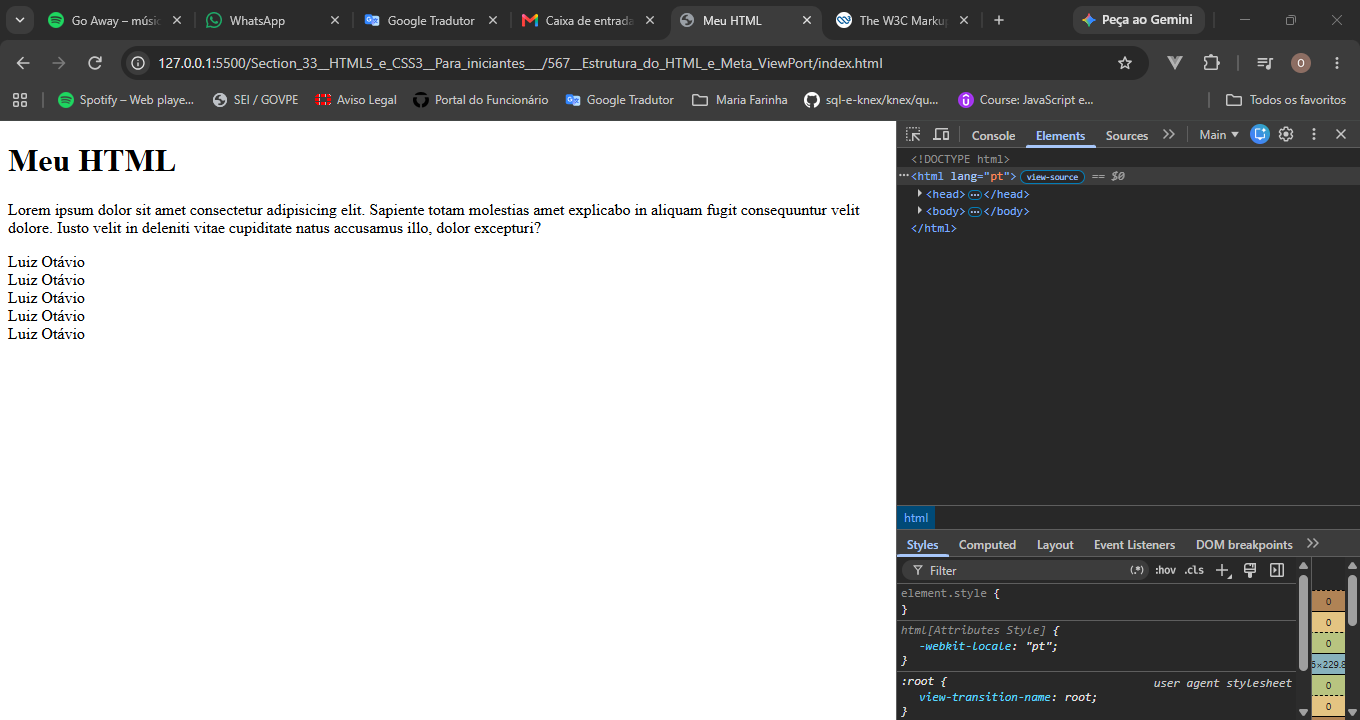 Go Away – músic
WhatsApp
Google Tradutor
Caixa de entrada
Meu HTML
The W3C Marku
Peça ao Gemini
127.0.0.1:5500/Section_33__HTML5_e_CSS3__Para_iniciantes___/567__Estrutura_do_HTML_e_Meta_ViewPort/index.html
O
Spotify – Web playe...
SEI / GOVPE
Aviso Legal
Portal do Funcionário
Google Tradutor
Maria Farinha
sql-e-knex/knex/qu...
Course: JavaScript e...
Todos os favoritos
Meu HTML
Lorem ipsum dolor sit amet consectetur adipisicing elit. Sapiente totam molestias amet explicabo in aliquam fugit consequuntur velit
dolore. Iusto velit in deleniti vitae cupiditate natus accusamus illo, dolor excepturi?
Luiz Otávio
Luiz Otávio
Luiz Otávio
Luiz Otávio
Luiz Otávio
Console Elements Sources Main
<!DOCTYPE html>
<html lang="pt"> view-source == $0
<head>…</head>
<body>…</body>
</html>
html
Styles Computed Layout Event Listeners DOM breakpoints
Filter (.*) :hov .cls
element.style {
}
html[Attributes Style] {
-webkit-locale: "pt";
}
:root { user agent stylesheet
view-transition-name: root;
}
0
0
0
5×229.8
0
0